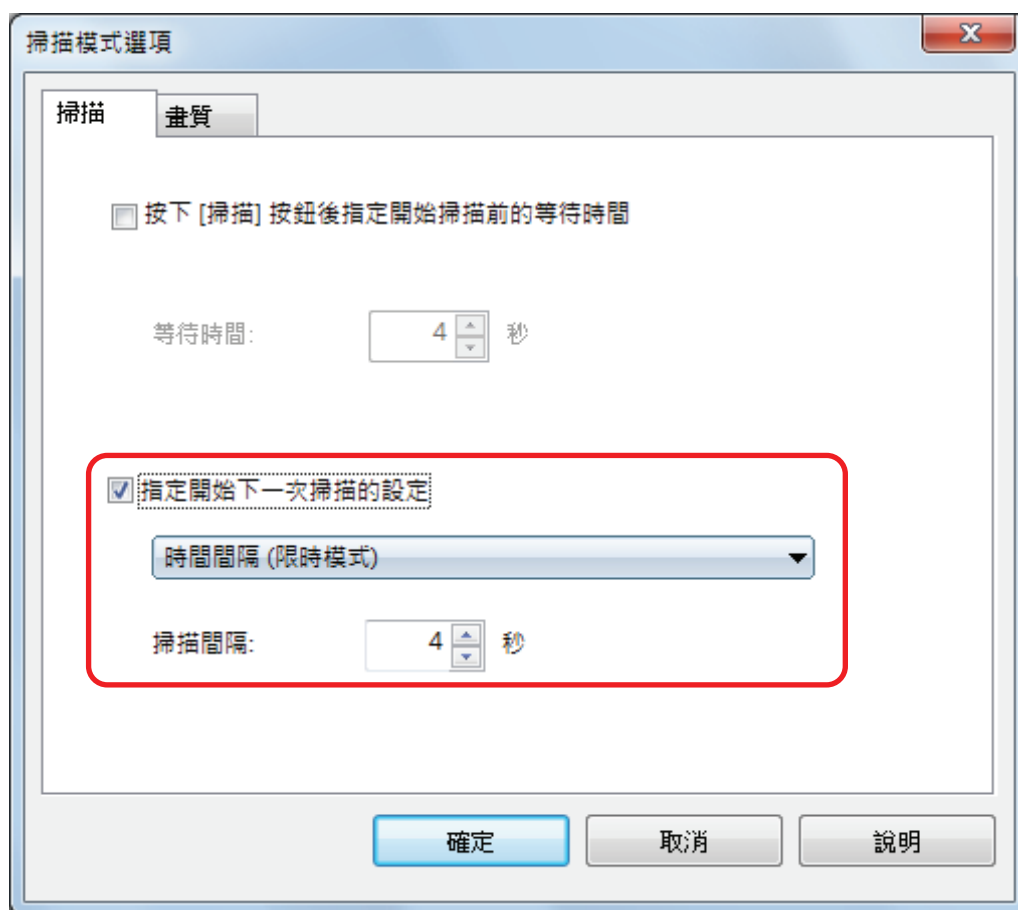 掃描模式選項
掃描
畫質
按下 [掃描] 按鈕後指定開始掃描前的等待時間
等待時間: 4 秒
指定開始下一次掃描的設定
時間間隔 (限時模式)
掃描間隔: 4 秒
確定 取消 說明